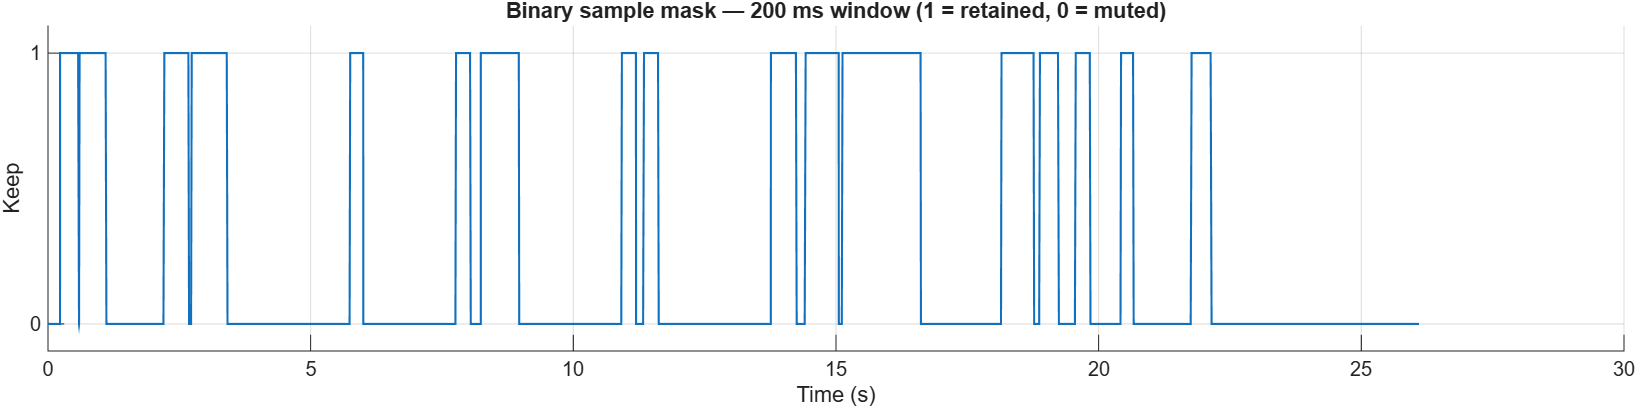 Binary sample mask — 200 ms window (1 = retained, 0 = muted)
Keep
1
0
0 5 10 15 20 25 30
Time (s)